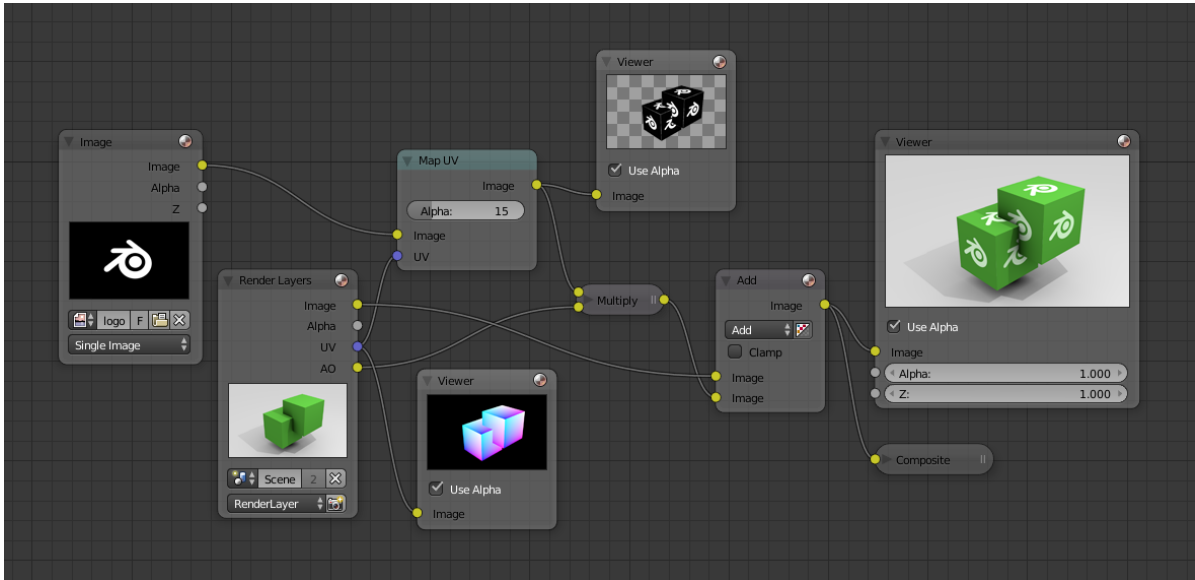 Image
Image
Alpha
Z
logo F
Single Image
Render Layers
Image
Alpha
UV
AO
Scene 2
RenderLayer
Map UV
Image
Alpha: 15
Image
UV
Viewer
Use Alpha
Image
Viewer
Use Alpha
Image
Multiply
Add
Image
Add
Clamp
Image
Image
Viewer
Use Alpha
Image
Alpha: 1.000
Z: 1.000
Composite